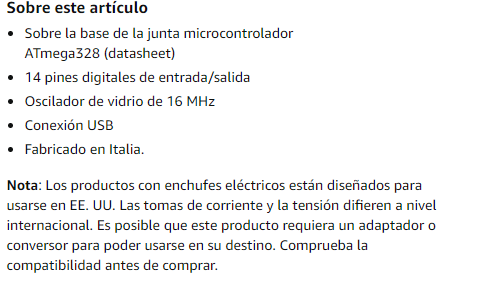 Sobre este artículo
• Sobre la base de la junta microcontrolador
ATmega328 (datasheet)
• 14 pines digitales de entrada/salida
• Oscilador de vidrio de 16 MHz
• Conexión USB
• Fabricado en Italia.
Nota: Los productos con enchufes eléctricos están diseñados para
usarse en EE. UU. Las tomas de corriente y la tensión difieren a nivel
internacional. Es posible que este producto requiera un adaptador o
conversor para poder usarse en su destino. Comprueba la
compatibilidad antes de comprar.